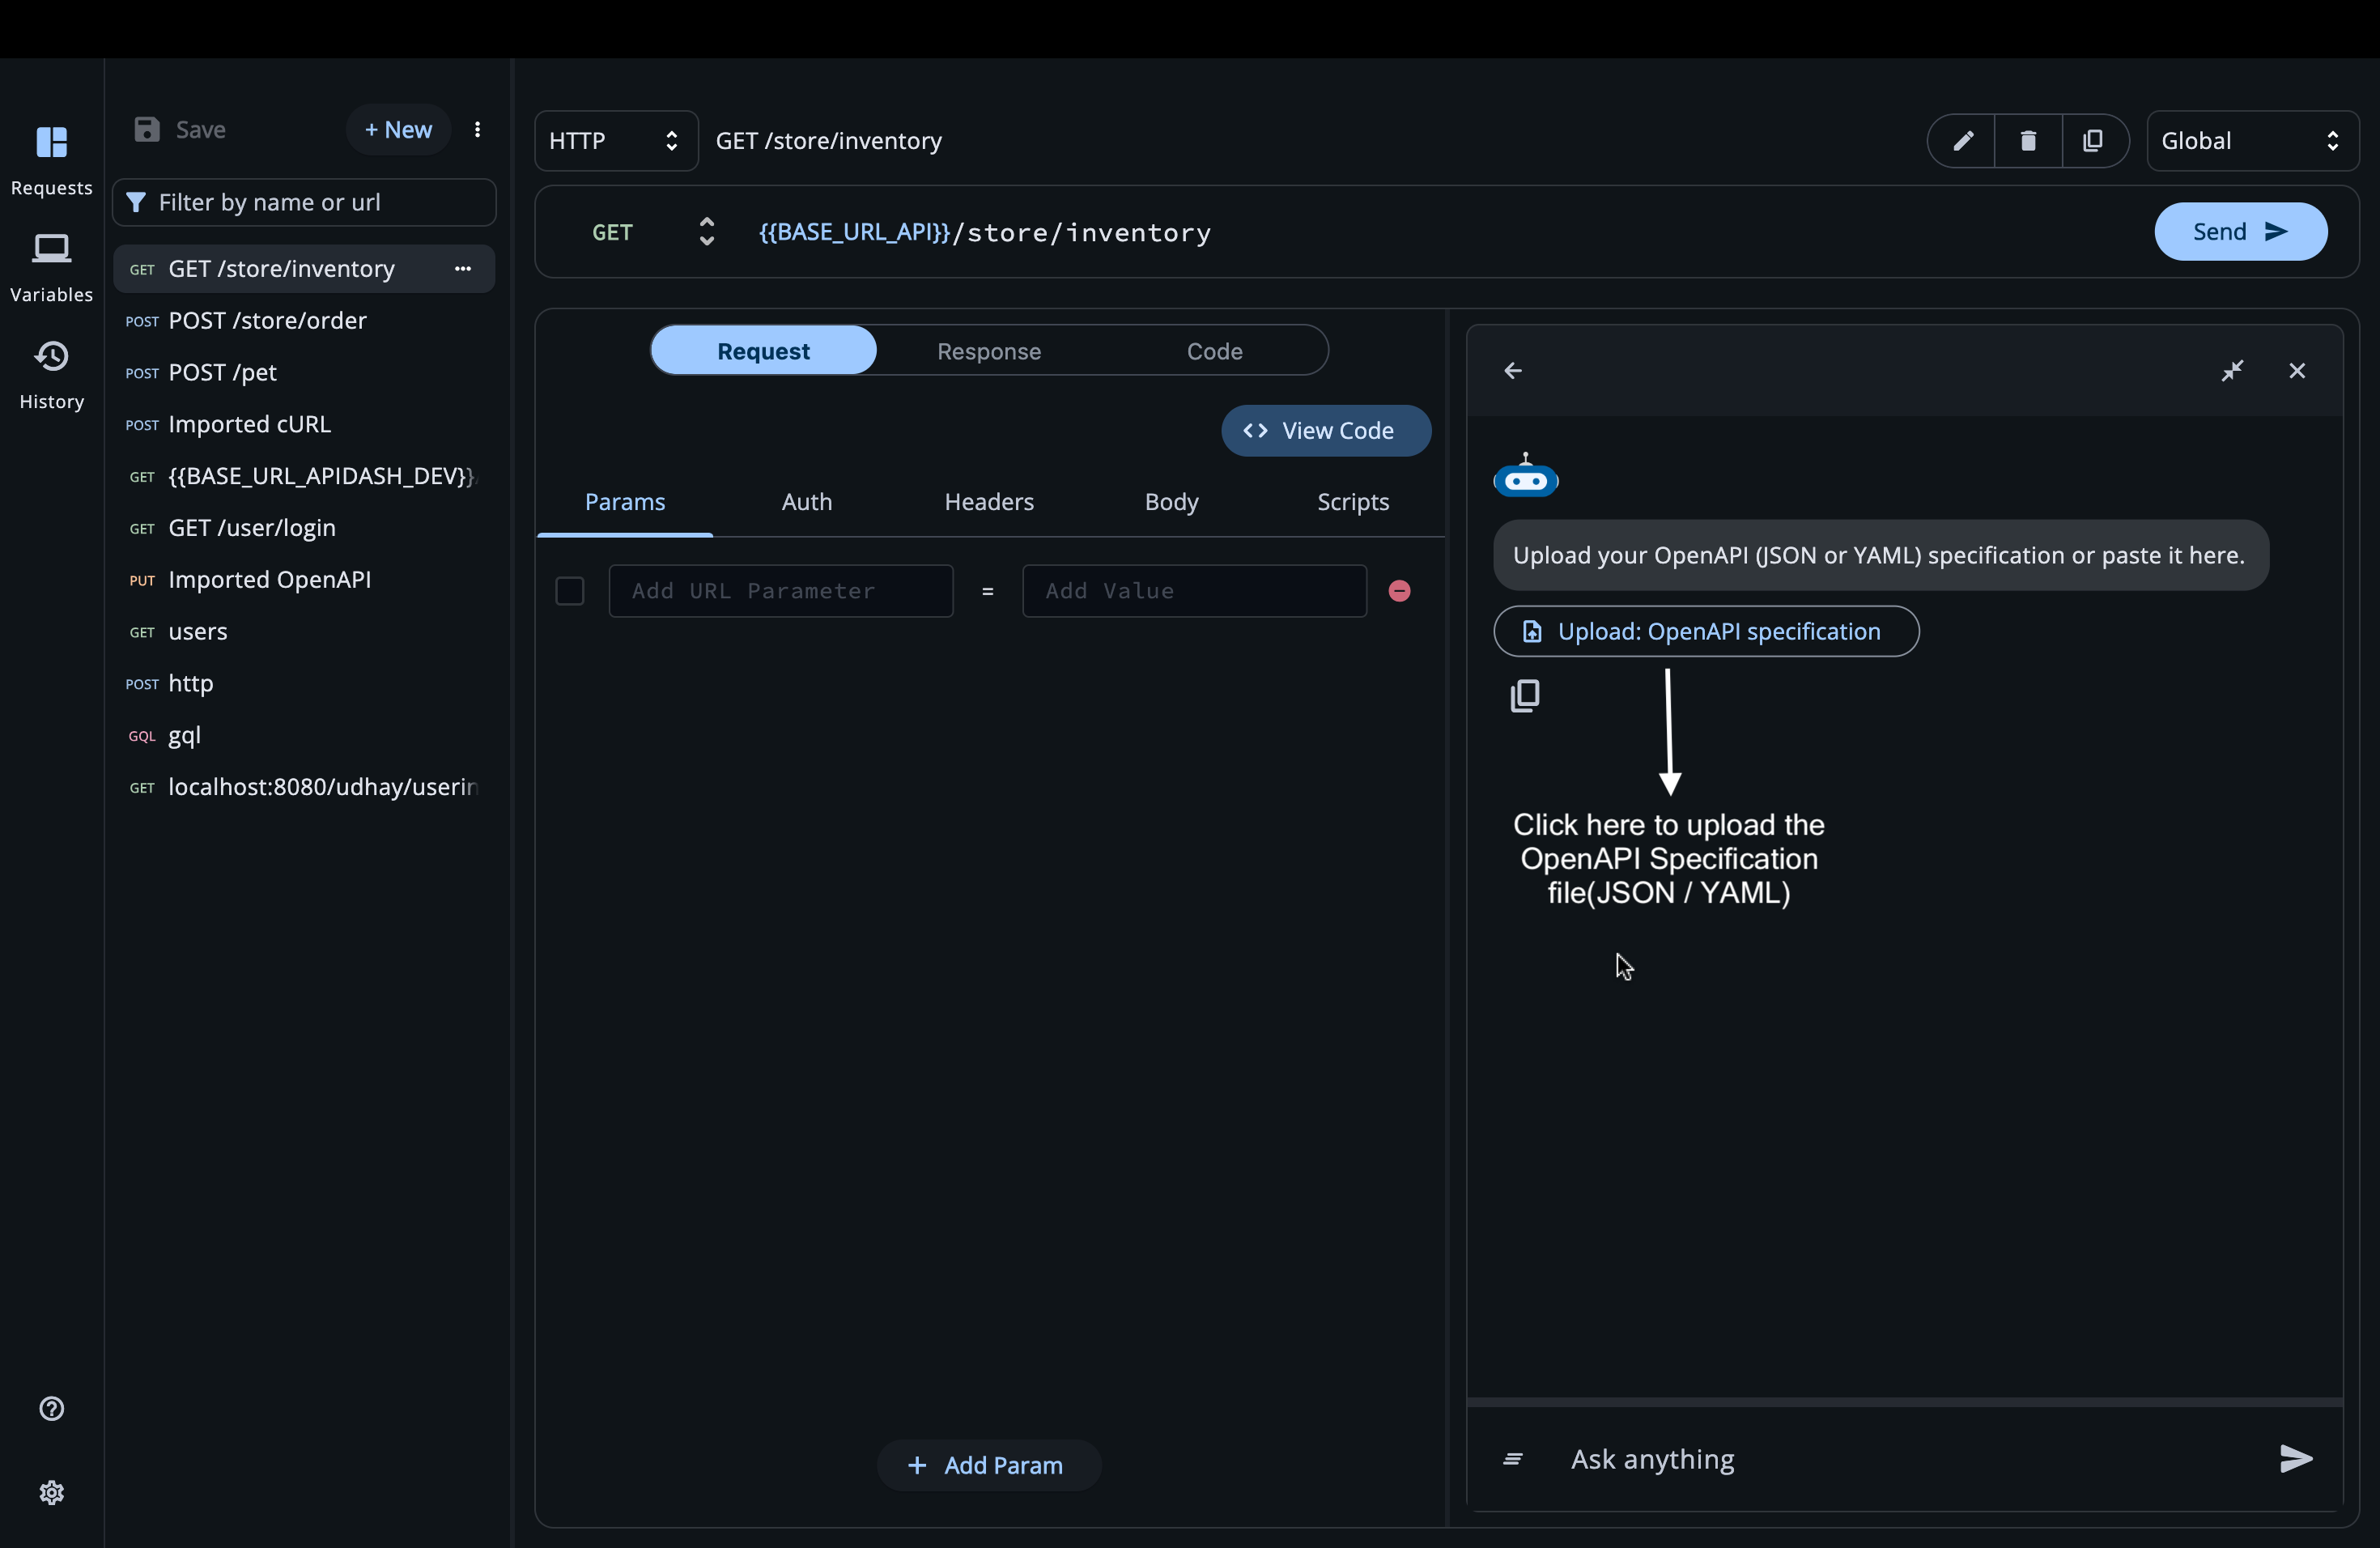 Requests
Variables
History
Save
+ New
Filter by name or url
GET GET /store/inventory
POST POST /store/order
POST POST /pet
POST Imported cURL
GET {{BASE_URL_APIDASH_DEV}}
GET GET /user/login
PUT Imported OpenAPI
GET users
POST http
GQL gql
GET localhost:8080/udhay/userin
HTTP GET /store/inventory
Global
GET {{BASE_URL_API}}/store/inventory
Send
Request Response Code
View Code
Params Auth Headers Body Scripts
Add URL Parameter = Add Value
+ Add Param
Upload your OpenAPI (JSON or YAML) specification or paste it here.
Upload: OpenAPI specification
Click here to upload the
OpenAPI Specification
file(JSON / YAML)
Ask anything